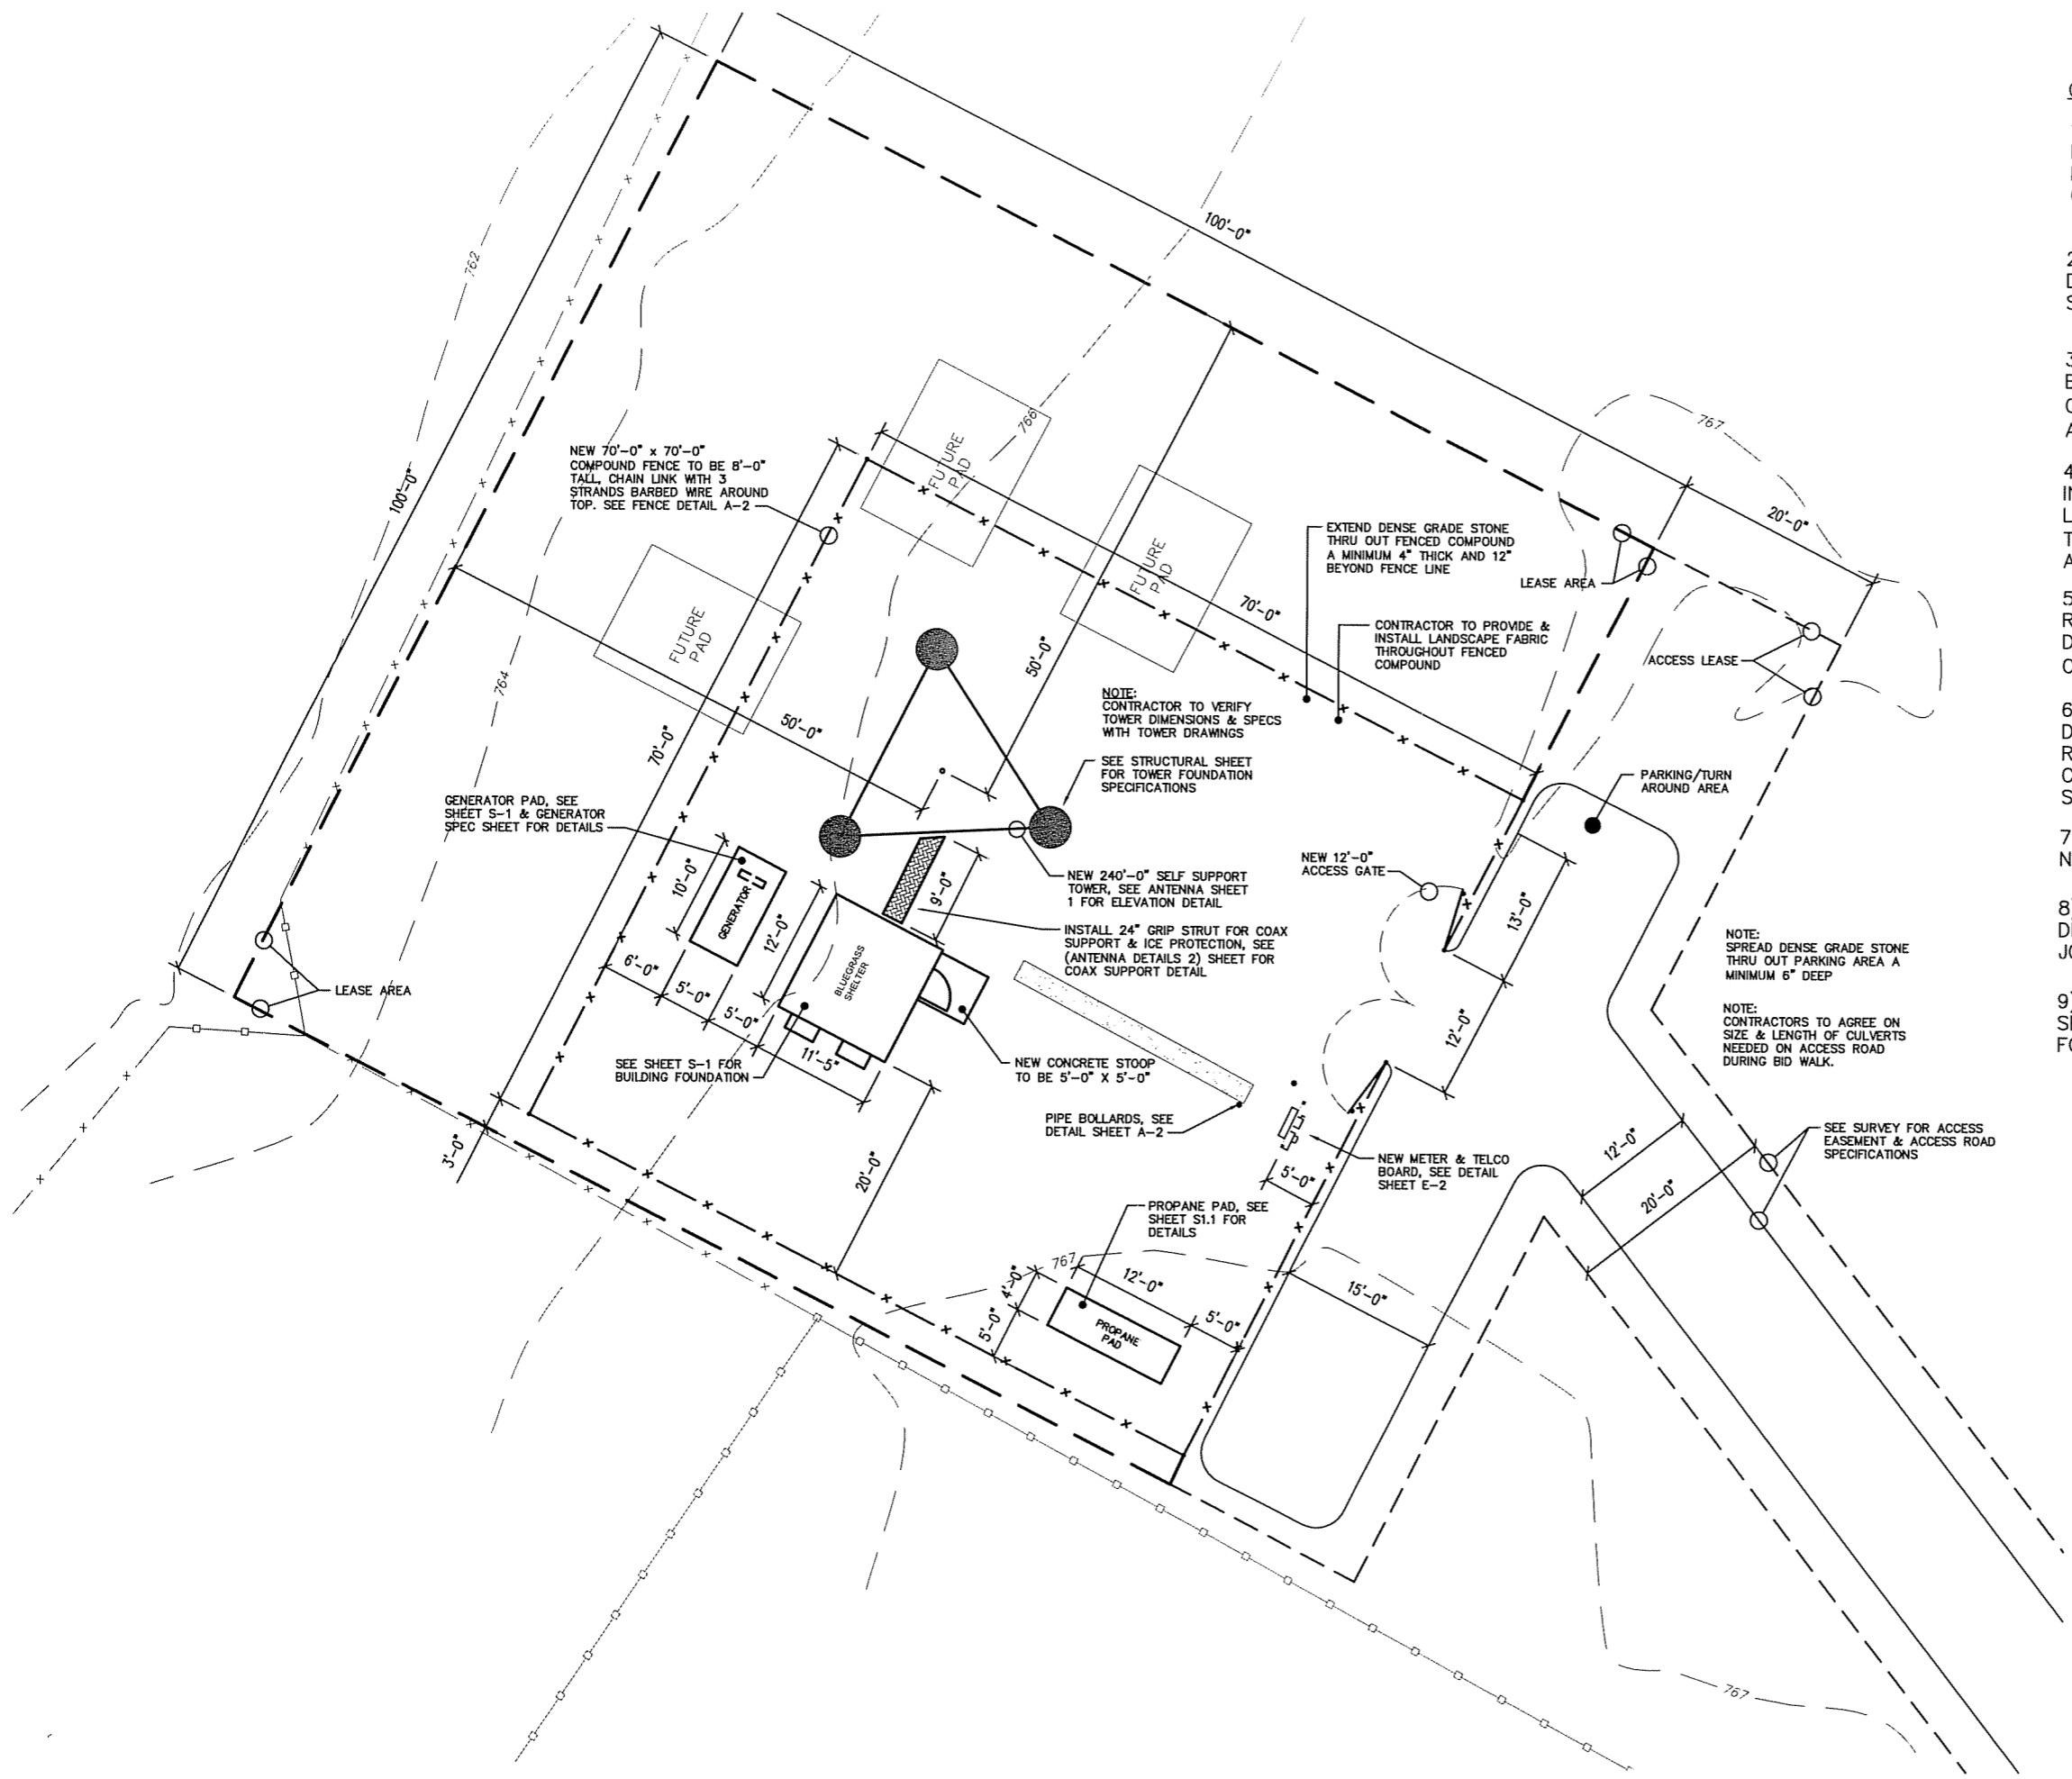 100'-0"
762
767
20'-0"
766
FUTURE
PAD
NEW 70'-0" x 70'-0"
COMPOUND FENCE TO BE 8'-0"
TALL, CHAIN LINK WITH 3
STRANDS BARBED WIRE AROUND
TOP. SEE FENCE DETAIL A-2
100'-0"
FUTURE
PAD
EXTEND DENSE GRADE STONE
THRU OUT FENCED COMPOUND
A MINIMUM 4" THICK AND 12"
BEYOND FENCE LINE
LEASE AREA
70'-0"
FUTURE
PAD
CONTRACTOR TO PROVIDE &
INSTALL LANDSCAPE FABRIC
THROUGHOUT FENCED
COMPOUND
ACCESS LEASE
764
50'-0"
50'-0"
70'-0"
NOTE:
CONTRACTOR TO VERIFY
TOWER DIMENSIONS & SPECS
WITH TOWER DRAWINGS
SEE STRUCTURAL SHEET
FOR TOWER FOUNDATION
SPECIFICATIONS
PARKING/TURN
AROUND AREA
GENERATOR PAD, SEE
SHEET S-1 & GENERATOR
SPEC SHEET FOR DETAILS
NEW 12'-0"
ACCESS GATE
10'-0"
GENERATOR
9'-0"
NEW 240'-0" SELF SUPPORT
TOWER, SEE ANTENNA SHEET
1 FOR ELEVATION DETAIL
13'-0"
12'-0"
BLUEGRASS
SHELTER
INSTALL 24" GRIP STRUT FOR COAX
SUPPORT & ICE PROTECTION, SEE
(ANTENNA DETAILS 2) SHEET FOR
COAX SUPPORT DETAIL
NOTE:
SPREAD DENSE GRADE STONE
THRU OUT PARKING AREA A
MINIMUM 6" DEEP
6'-0"
5'-0"
5'-0"
11'-5"
LEASE AREA
12'-0"
NOTE:
CONTRACTORS TO AGREE ON
SIZE & LENGTH OF CULVERTS
NEEDED ON ACCESS ROAD
DURING BID WALK.
SEE SHEET S-1 FOR
BUILDING FOUNDATION
NEW CONCRETE STOOP
TO BE 5'-0" X 5'-0"
PIPE BOLLARDS, SEE
DETAIL SHEET A-2
3'-0"
20'-0"
5'-0"
NEW METER & TELCO
BOARD, SEE DETAIL
SHEET E-2
12'-0"
20'-0"
SEE SURVEY FOR ACCESS
EASEMENT & ACCESS ROAD
SPECIFICATIONS
PROPANE PAD, SEE
SHEET S1.1 FOR
DETAILS
767
4'-0"
12'-0"
5'-0"
5'-0"
PROPANE
PAD
15'-0"
767
2
D
S
3
4
IN
L
T
A
5
R
D
6
D
R
C
S
7
N
8
J
9
S